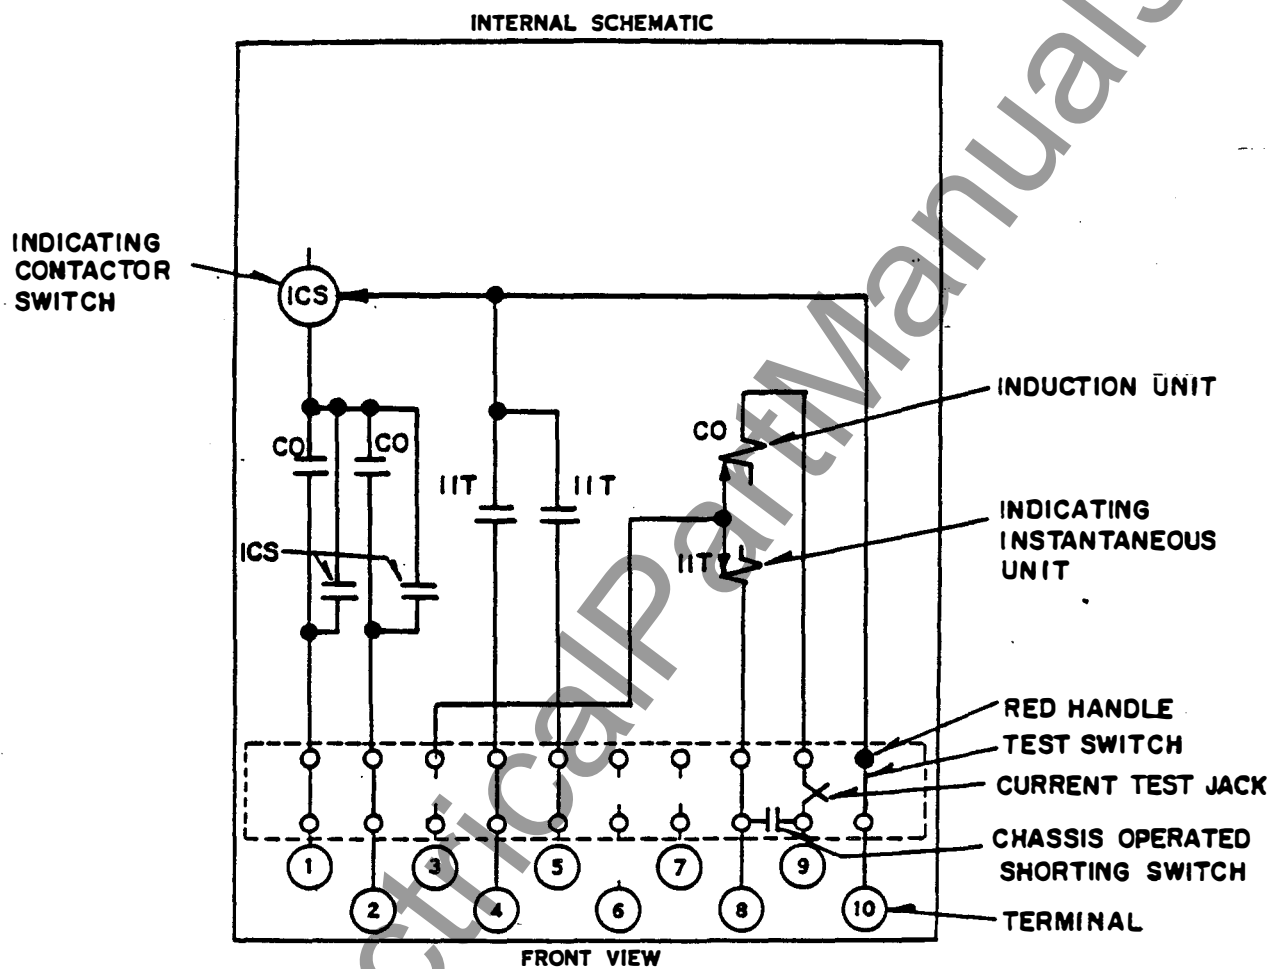 INTERNAL SCHEMATIC
INDICATING
CONTACTOR
SWITCH
ICS
INDUCTION UNIT
CO
CO
CO
IIT
IIT
INDICATING
INSTANTANEOUS
UNIT
ICS
IIT
RED HANDLE
TEST SWITCH
CURRENT TEST JACK
CHASSIS OPERATED
SHORTING SWITCH
1
3
5
7
9
2
4
6
8
10
TERMINAL
FRONT VIEW
ctricalPartManuals